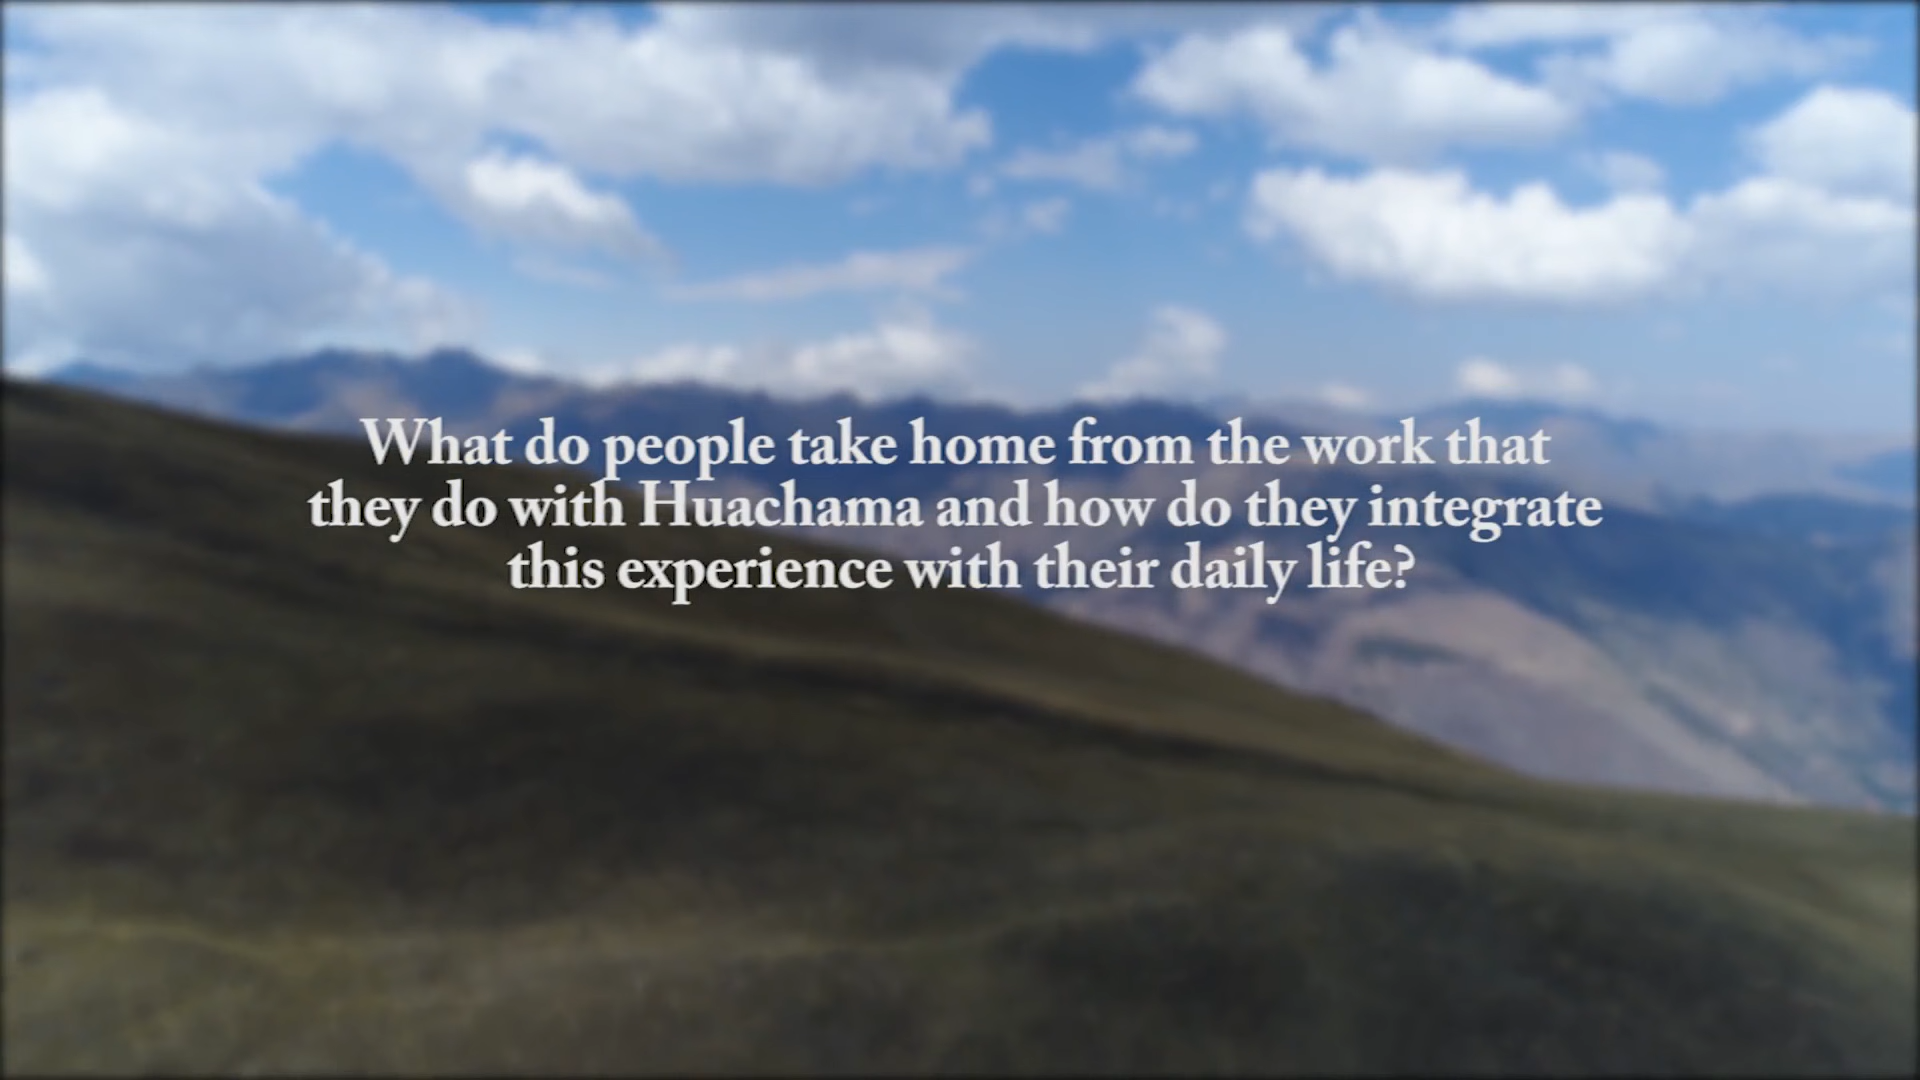 What do people take home from the work that
they do with Huachama and how do they integrate
this experience with their daily life?